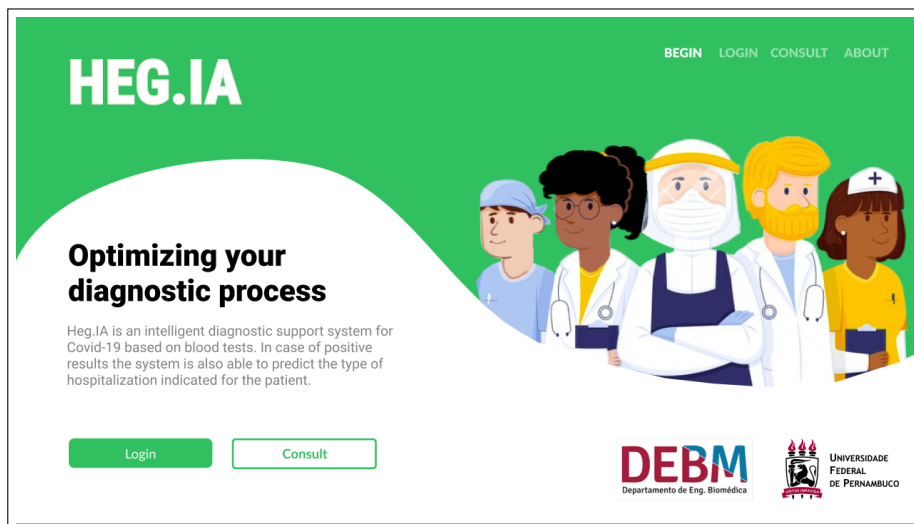 HEG.IA
BEGIN LOGIN CONSULT ABOUT
Optimizing your
diagnostic process
Heg.IA is an intelligent diagnostic support system for
Covid-19 based on blood tests. In case of positive
results the system is also able to predict the type of
hospitalization indicated for the patient.
Login
Consult
DEBM
Departamento de Eng. Biomédica
VIRTUS IMPAVIDA
UNIVERSIDADE
FEDERAL
DE PERNAMBUCO